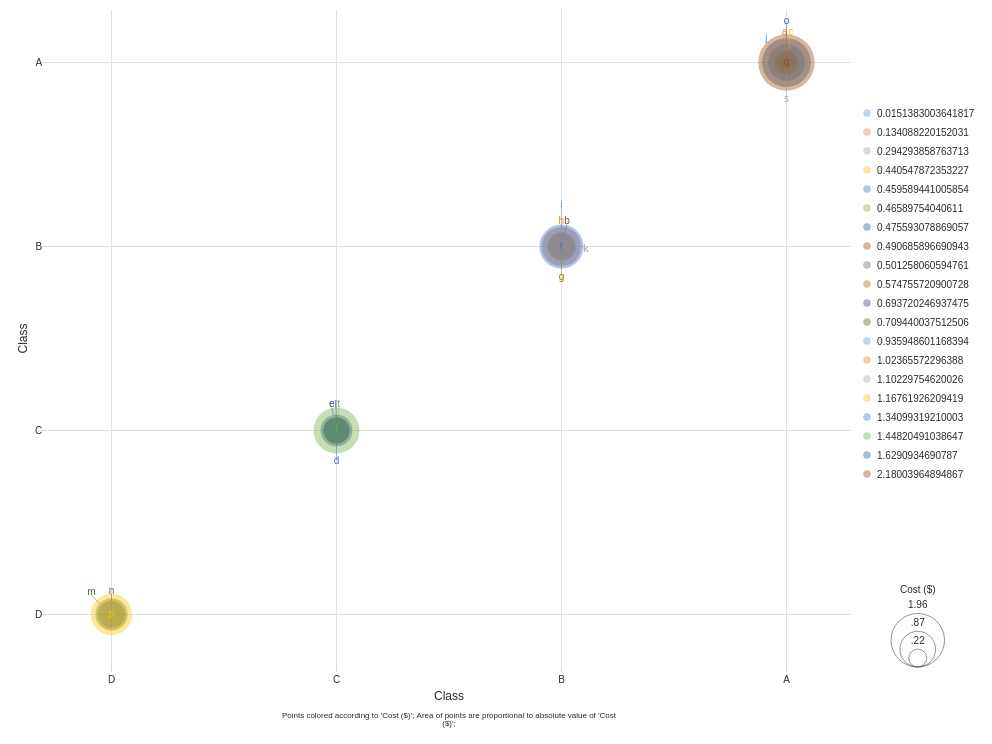 o
a c
j
A
q
s
i
h b
B
r
k
g
e l t
C
f
d
m
n
D
p
D
C
B
A
Class
Class
0.0151383003641817
0.134088220152031
0.294293858763713
0.440547872353227
0.459589441005854
0.46589754040611
0.475593078869057
0.490685896690943
0.501258060594761
0.574755720900728
0.693720246937475
0.709440037512506
0.935948601168394
1.02365572296388
1.10229754620026
1.16761926209419
1.34099319210003
1.44820491038647
1.6290934690787
2.18003964894867
Cost ($)
1.96
.87
.22
Points colored according to 'Cost ($)'; Area of points are proportional to absolute value of 'Cost
($)';